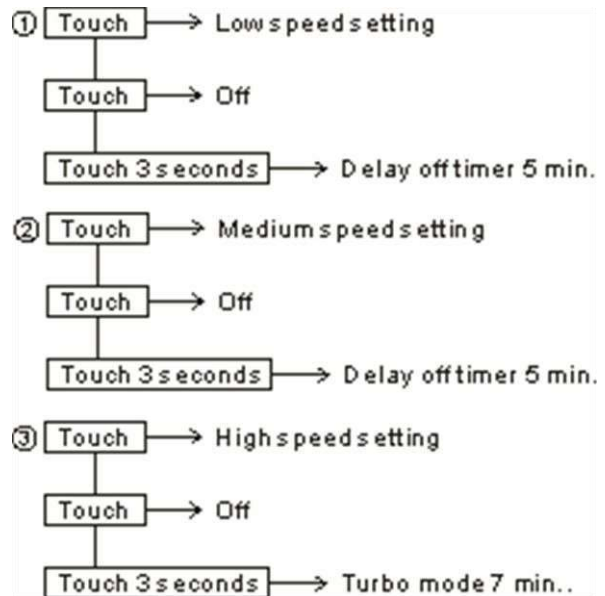 ① Touch Low speed setting
Touch Off
Touch 3 seconds Delay off timer 5 min.
② Touch Medium speed setting
Touch Off
Touch 3 seconds Delay off timer 5 min.
③ Touch High speed setting
Touch Off
Touch 3 seconds Turbo mode 7 min..